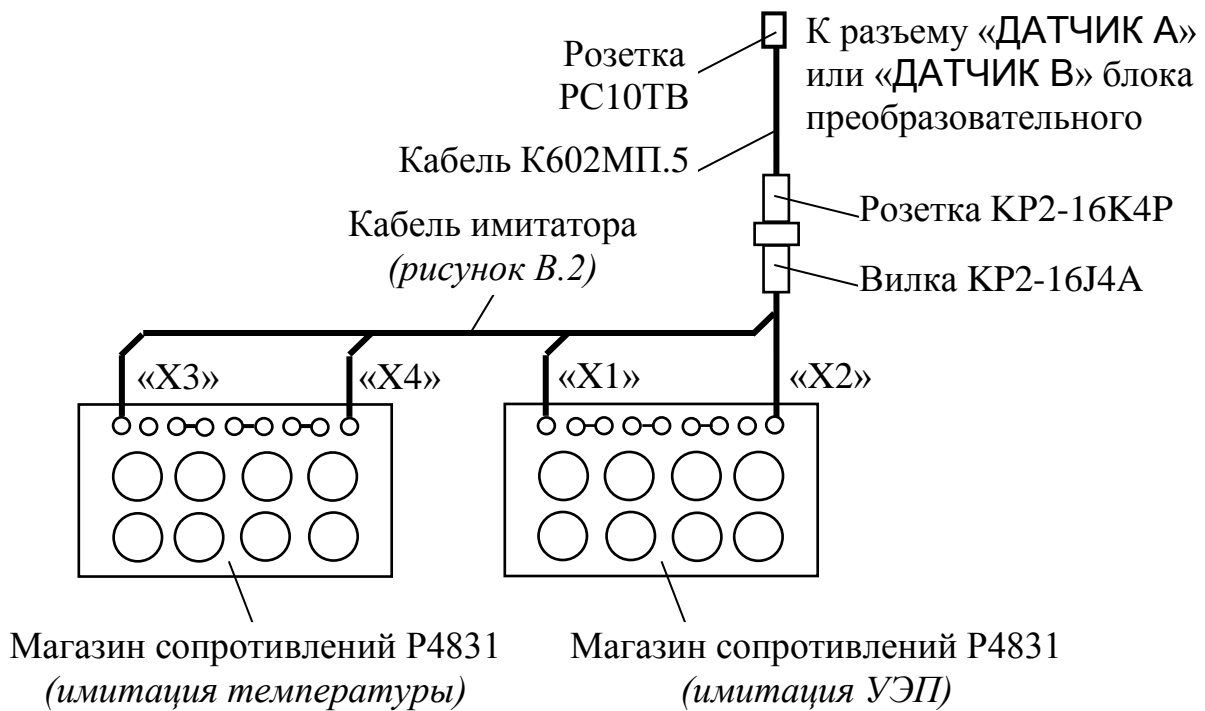 Розетка
РС10ТВ
К разъему «ДАТЧИК А»
или «ДАТЧИК В» блока
преобразовательного
Кабель К602МП.5
Розетка KP2-16K4P
Кабель имитатора
(рисунок В.2)
Вилка KP2-16J4A
«X3»
«X4»
«X1»
«X2»
Магазин сопротивлений Р4831
(имитация температуры)
Магазин сопротивлений Р4831
(имитация УЭП)